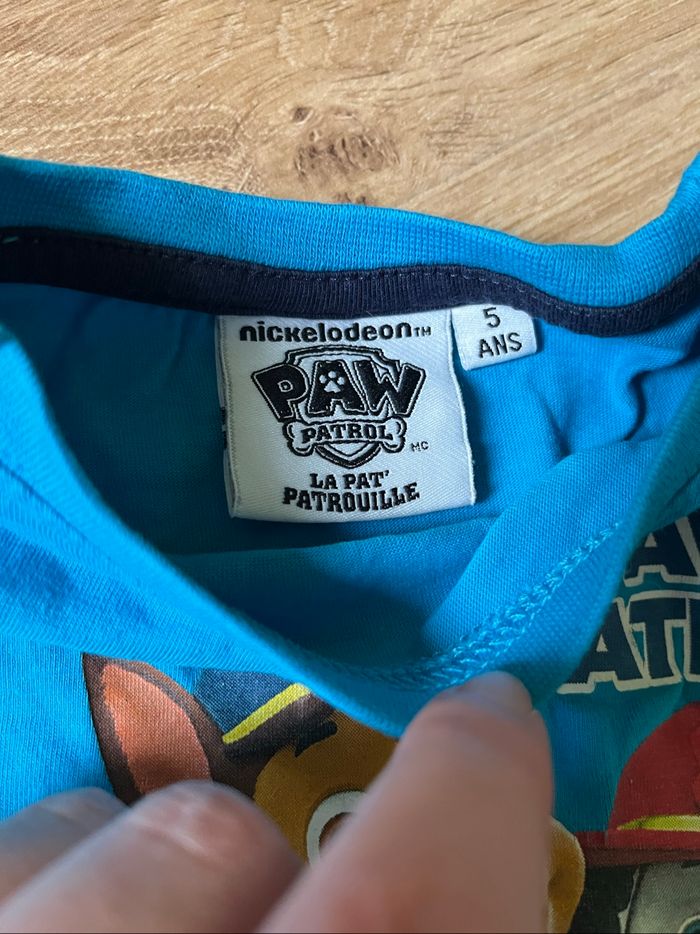 nickelodeon™
5
ANS
PAW
PATROL
MC
LA PAT'
PATROUILLE